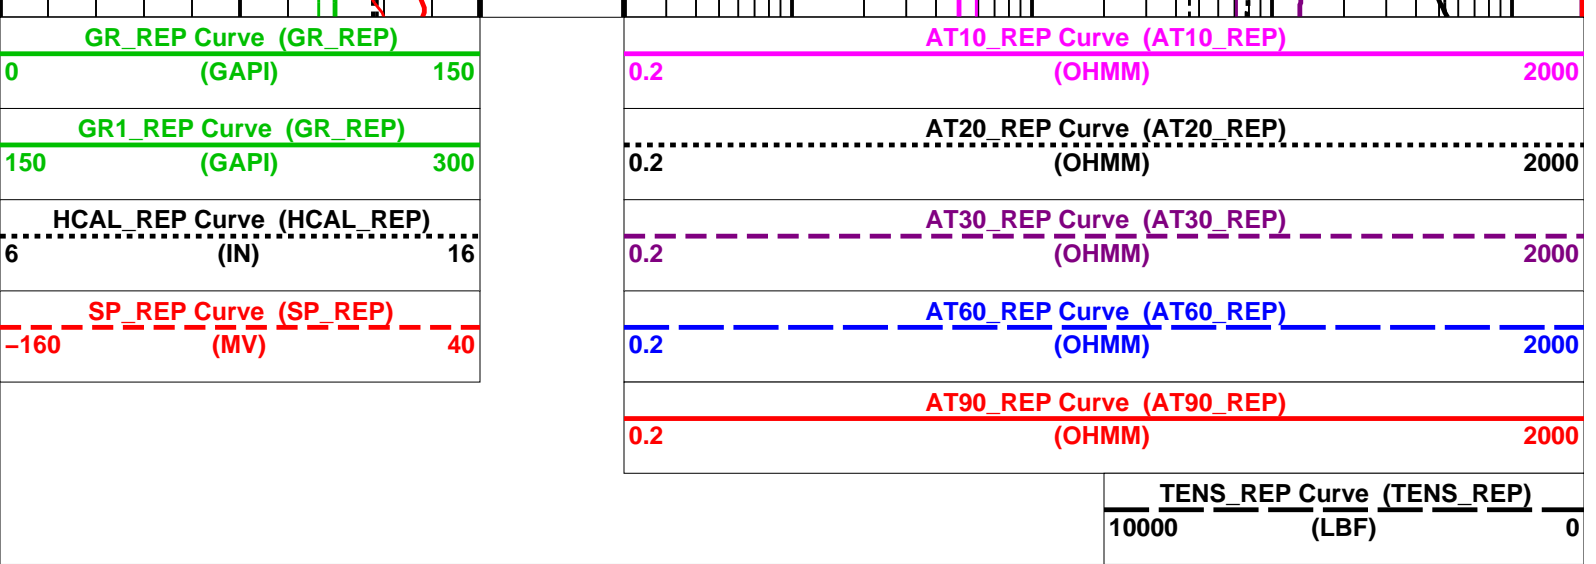 GR_REP Curve (GR_REP)
0 (GAPI) 150
GR1_REP Curve (GR_REP)
150 (GAPI) 300
HCAL_REP Curve (HCAL_REP)
6 (IN) 16
SP_REP Curve (SP_REP)
−160 (MV) 40
AT10_REP Curve (AT10_REP)
0.2 (OHMM) 2000
AT20_REP Curve (AT20_REP)
0.2 (OHMM) 2000
AT30_REP Curve (AT30_REP)
0.2 (OHMM) 2000
AT60_REP Curve (AT60_REP)
0.2 (OHMM) 2000
AT90_REP Curve (AT90_REP)
0.2 (OHMM) 2000
TENS_REP Curve (TENS_REP)
10000 (LBF) 0